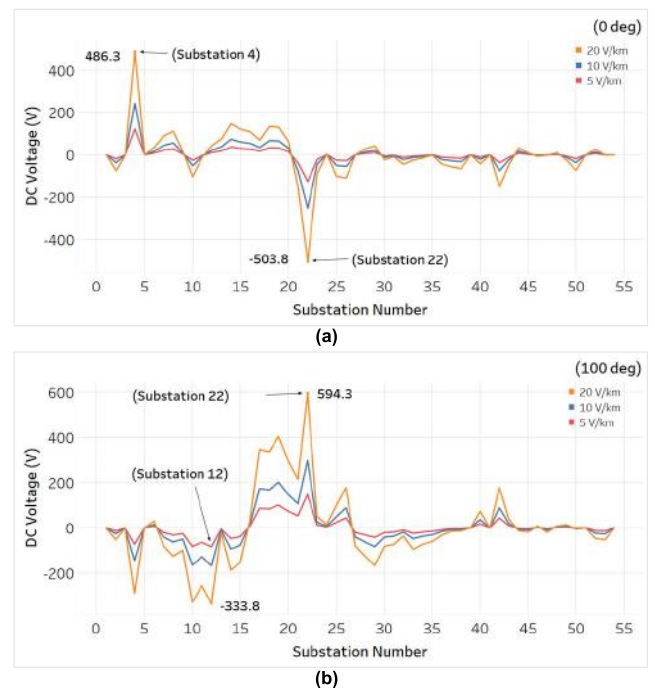 (0 deg)
486.3
(Substation 4)
20 V/km
10 V/km
5 V/km
DC Voltage (V)
400
200
0
-200
-400
-503.8
(Substation 22)
0 5 10 15 20 25 30 35 40 45 50 55
Substation Number
(a)
(100 deg)
600
(Substation 22)
594.3
20 V/km
10 V/km
5 V/km
DC Voltage (V)
400
(Substation 12)
200
0
-200
-333.8
0 5 10 15 20 25 30 35 40 45 50 55
Substation Number
(b)